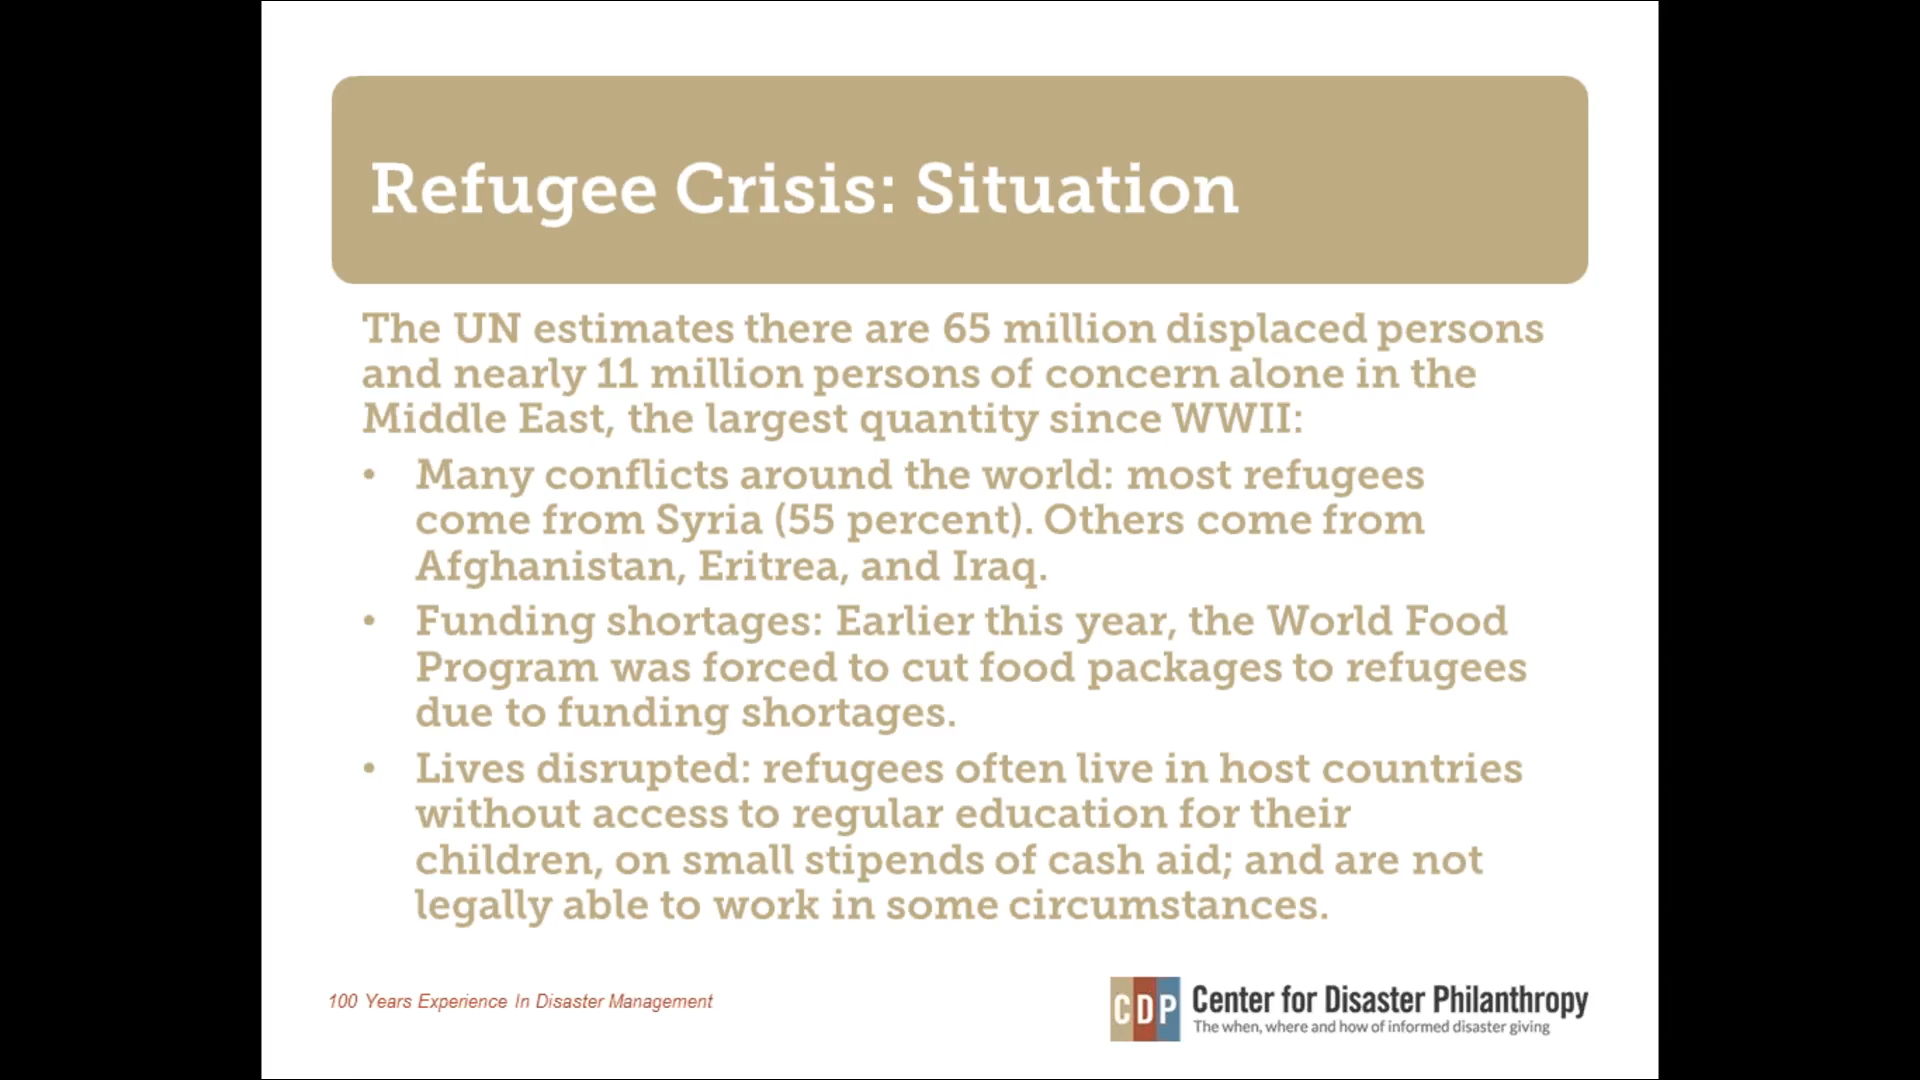 Refugee Crisis: Situation
The UN estimates there are 65 million displaced persons
and nearly 11 million persons of concern alone in the
Middle East, the largest quantity since WWII:
• Many conflicts around the world: most refugees
come from Syria (55 percent). Others come from
Afghanistan, Eritrea, and Iraq.
• Funding shortages: Earlier this year, the World Food
Program was forced to cut food packages to refugees
due to funding shortages.
• Lives disrupted: refugees often live in host countries
without access to regular education for their
children, on small stipends of cash aid; and are not
legally able to work in some circumstances.
100 Years Experience In Disaster Management
CDP Center for Disaster Philanthropy
The when, where and how of informed disaster giving